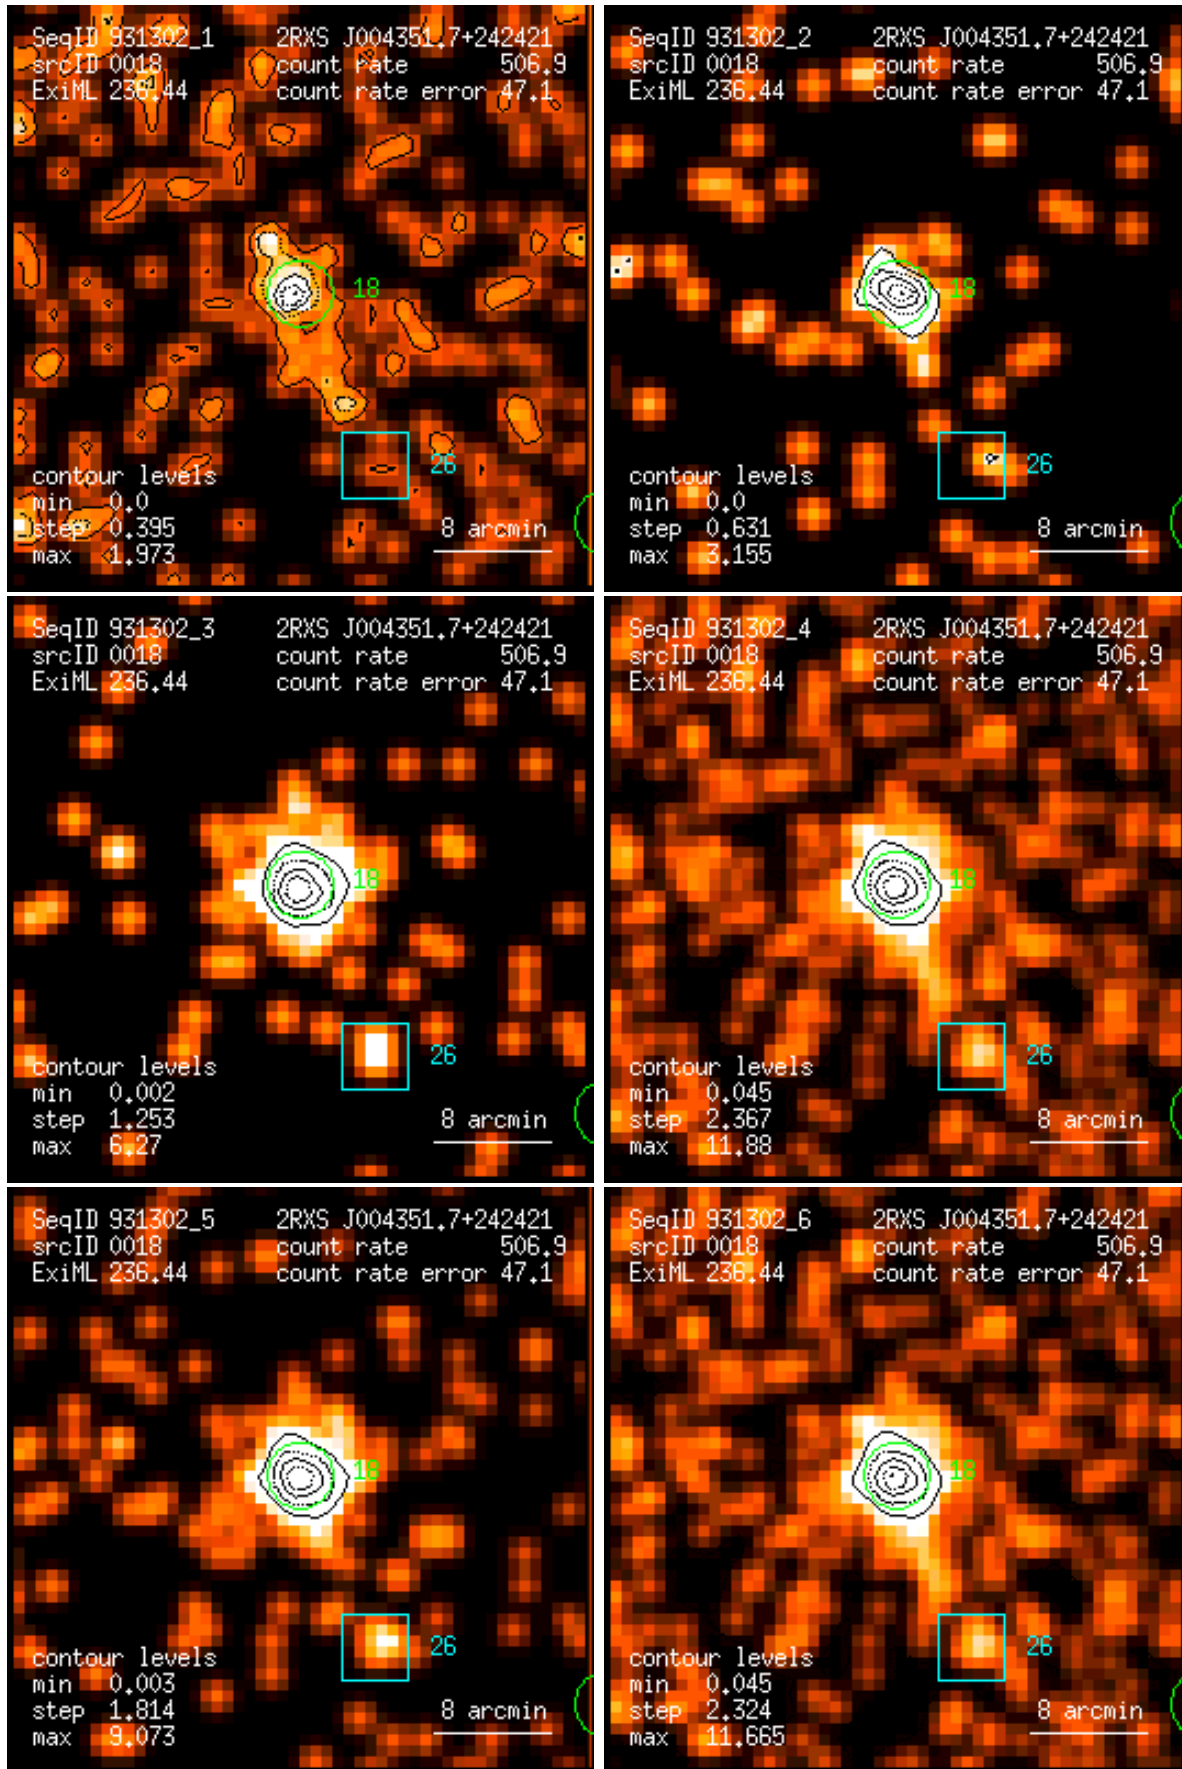 SeqID 931302_1 2RXS J004351.7+242421
srcID 0018 count rate 506.9
ExiML 236.44 count rate error 47.1
18
26
contour levels
min 0.0
step 0.395 8 arcmin
max 1.973
SeqID 931302_2 2RXS J004351.7+242421
srcID 0018 count rate 506.9
ExiML 236.44 count rate error 47.1
18
26
contour levels
min 0.0
step 0.631 8 arcmin
max 3.155
SeqID 931302_3 2RXS J004351.7+242421
srcID 0018 count rate 506.9
ExiML 236.44 count rate error 47.1
18
26
contour levels
min 0.002
step 1.253 8 arcmin
max 6.27
SeqID 931302_4 2RXS J004351.7+242421
srcID 0018 count rate 506.9
ExiML 236.44 count rate error 47.1
18
26
contour levels
min 0.045
step 2.367 8 arcmin
max 11.88
SeqID 931302_5 2RXS J004351.7+242421
srcID 0018 count rate 506.9
ExiML 236.44 count rate error 47.1
18
26
contour levels
min 0.003
step 1.814 8 arcmin
max 9.073
SeqID 931302_6 2RXS J004351.7+242421
srcID 0018 count rate 506.9
ExiML 236.44 count rate error 47.1
18
26
contour levels
min 0.045
step 2.324 8 arcmin
max 11.665